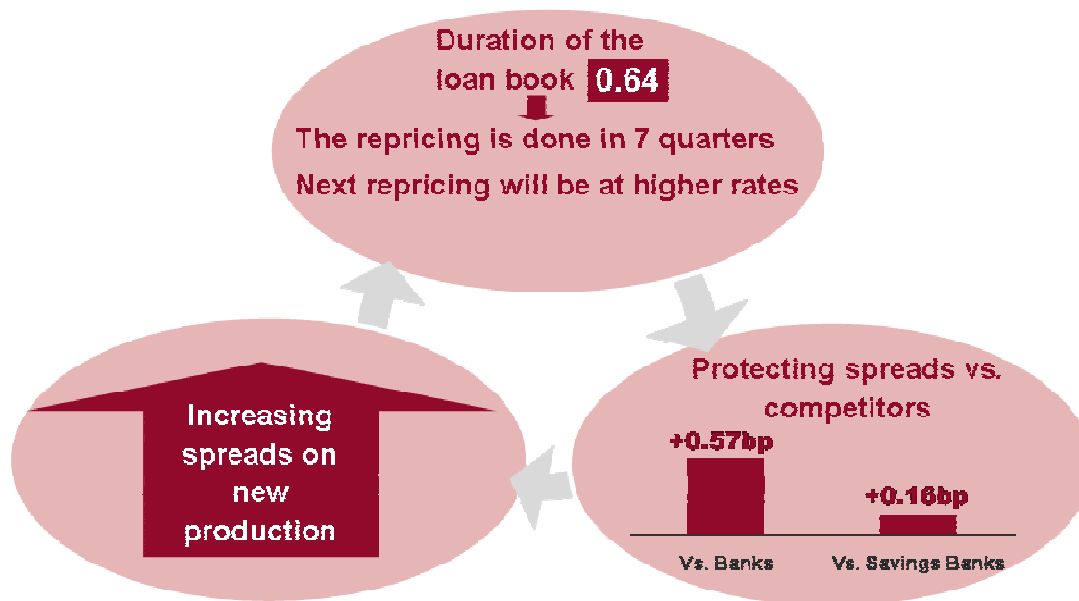 Duration of the
loan book 0.64
The repricing is done in 7 quarters
Next repricing will be at higher rates
Protecting spreads vs.
competitors
+0.57bp
+0.16bp
Vs. Banks
Vs. Savings Banks
Increasing
spreads on
new
production